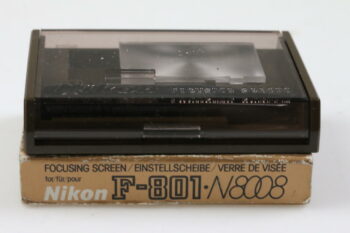 FOCUSING SCREEN / EINSTELLSCHEIBE / VERRE DE VISÉE
for/für/pour
Nikon F-801·N8008